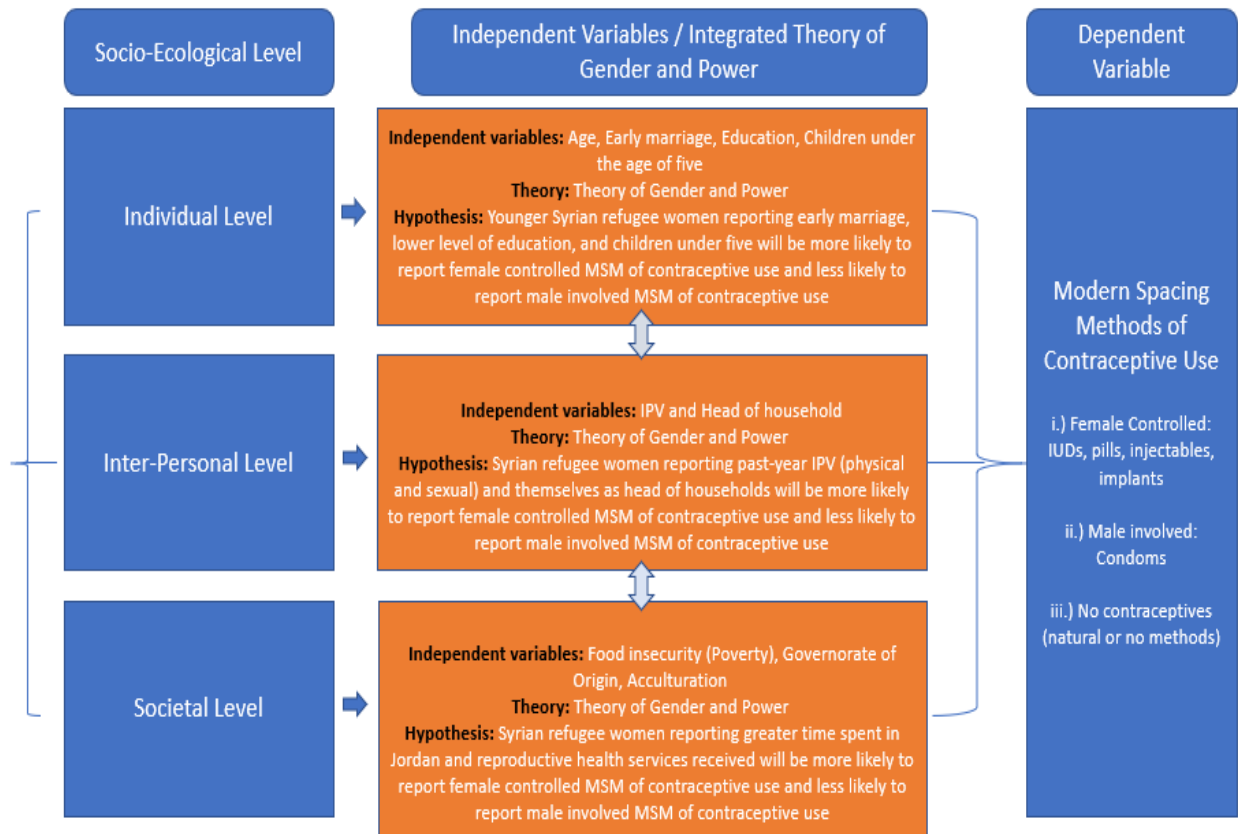 Socio-Ecological Level
Independent Variables / Integrated Theory of
Gender and Power
Dependent
Variable
Individual Level
Independent variables: Age, Early marriage, Education, Children under
the age of five
Theory: Theory of Gender and Power
Hypothesis: Younger Syrian refugee women reporting early marriage,
lower level of education, and children under five will be more likely to
report female controlled MSM of contraceptive use and less likely to
report male involved MSM of contraceptive use
Inter-Personal Level
Independent variables: IPV and Head of household
Theory: Theory of Gender and Power
Hypothesis: Syrian refugee women reporting past-year IPV (physical
and sexual) and themselves as head of households will be more likely
to report female controlled MSM of contraceptive use and less likely to
report male involved MSM of contraceptive use
Societal Level
Independent variables: Food insecurity (Poverty), Governorate of
Origin, Acculturation
Theory: Theory of Gender and Power
Hypothesis: Syrian refugee women reporting greater time spent in
Jordan and reproductive health services received will be more likely to
report female controlled MSM of contraceptive use and less likely to
report male involved MSM of contraceptive use
Modern Spacing
Methods of
Contraceptive Use
i.) Female Controlled:
IUDs, pills, injectables,
implants
ii.) Male involved:
Condoms
iii.) No contraceptives
(natural or no methods)